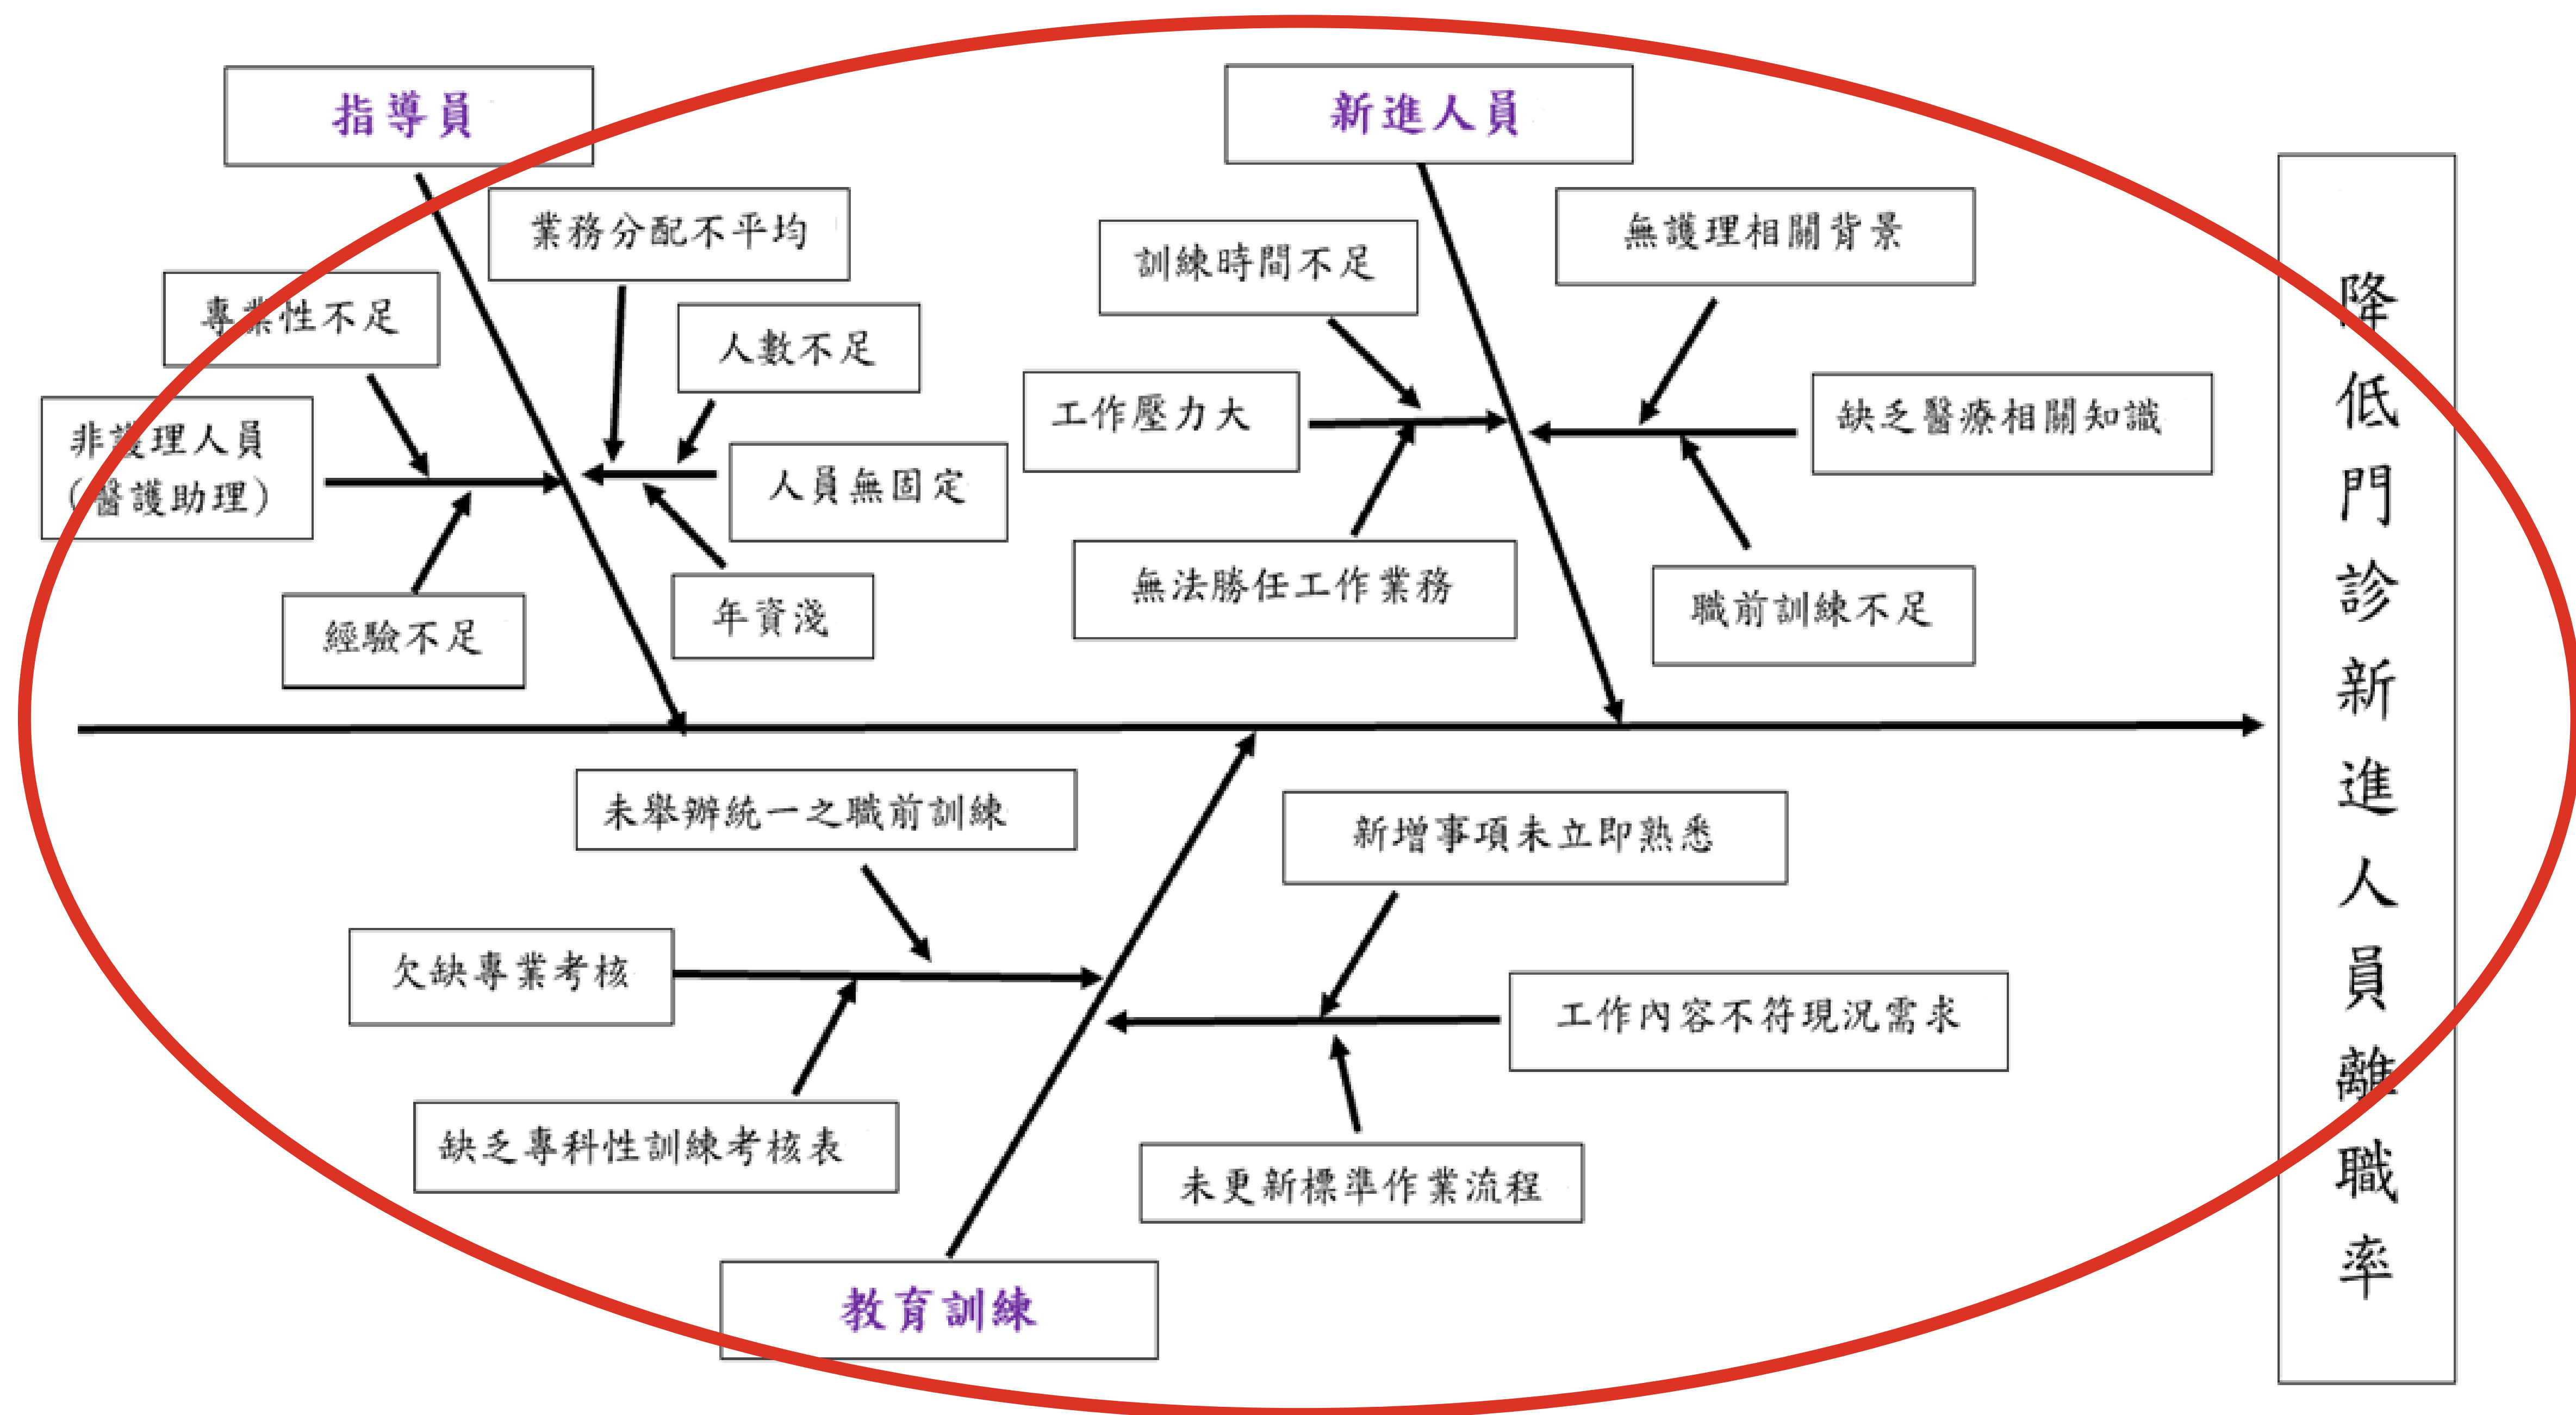 指導員
業務分配不平均
專業性不足
人數不足
非護理人員
(醫護助理)
人員無固定
經驗不足
年資淺
新進人員
訓練時間不足
無護理相關背景
工作壓力大
缺乏醫療相關知識
無法勝任工作業務
職前訓練不足
未舉辦統一之職前訓練
新增事項未立即熟悉
欠缺專業考核
工作內容不符現況需求
缺乏專科性訓練考核表
未更新標準作業流程
教育訓練
降低門診新進人員離職率